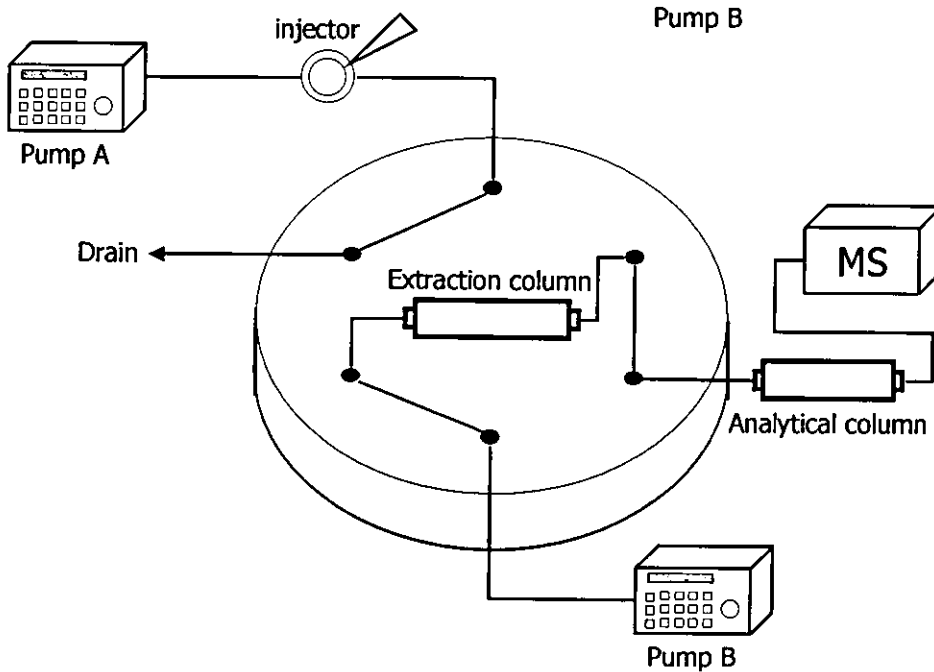 Pump B
injector
Pump A
Drain
Extraction column
MS
Analytical column
Pump B